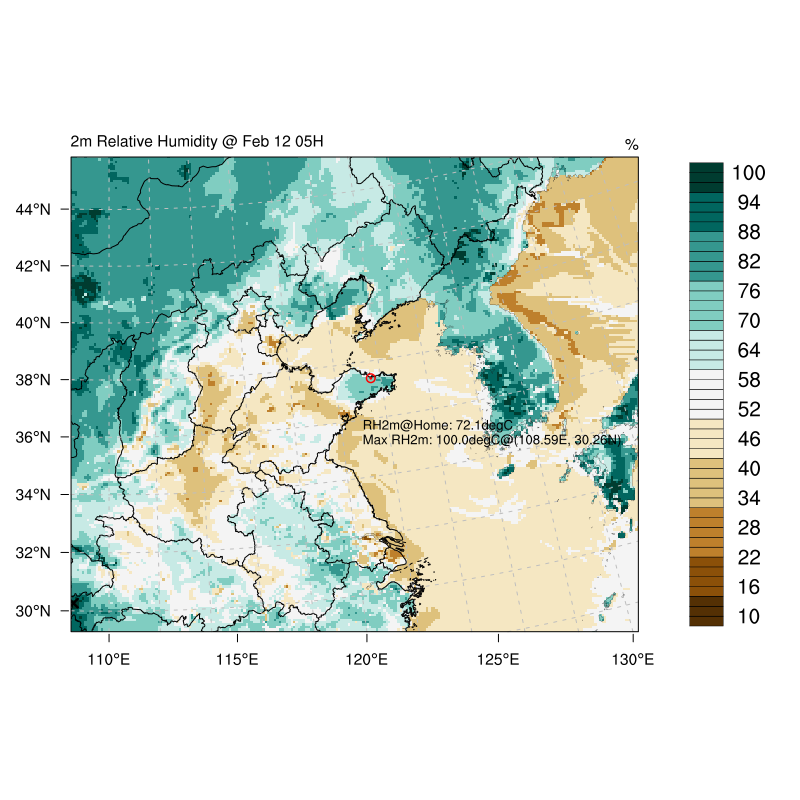 2m Relative Humidity @ Feb 12 05H
%
100
94
88
82
76
70
64
58
52
46
40
34
28
22
16
10
44°N
42°N
40°N
38°N
36°N
34°N
32°N
30°N
RH2m@Home: 72.1degC
Max RH2m: 100.0degC@(108.59E, 30.26N)
110°E
115°E
120°E
125°E
130°E